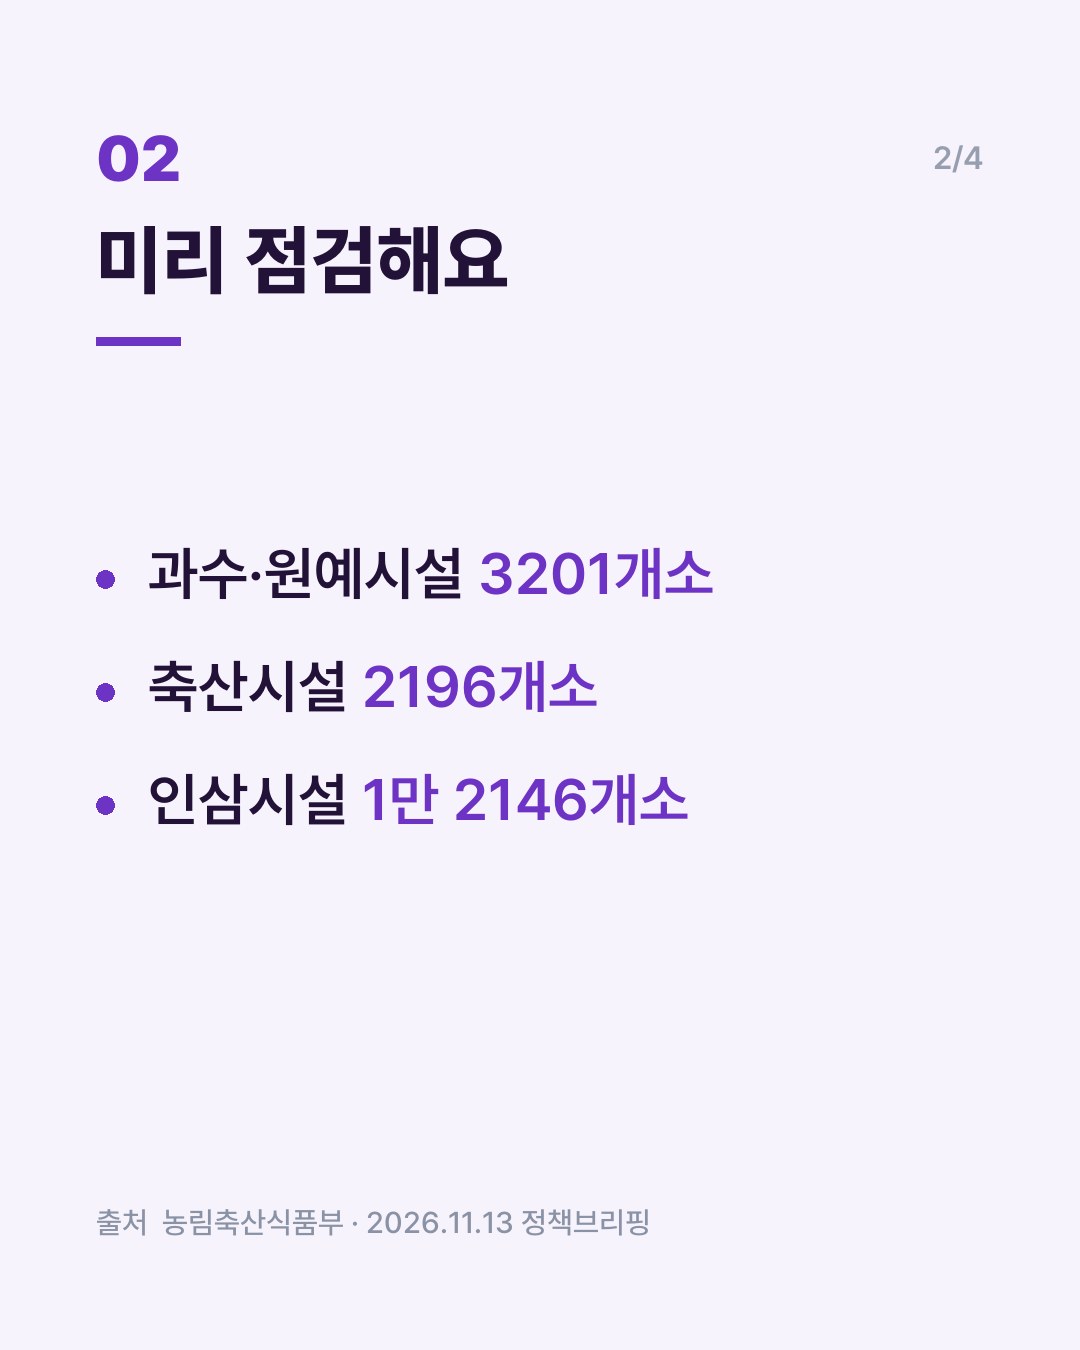 02
2/4
미리 점검해요
과수·원예시설 3201개소
축산시설 2196개소
인삼시설 1만 2146개소
출처 농림축산식품부 · 2026.11.13 정책브리핑